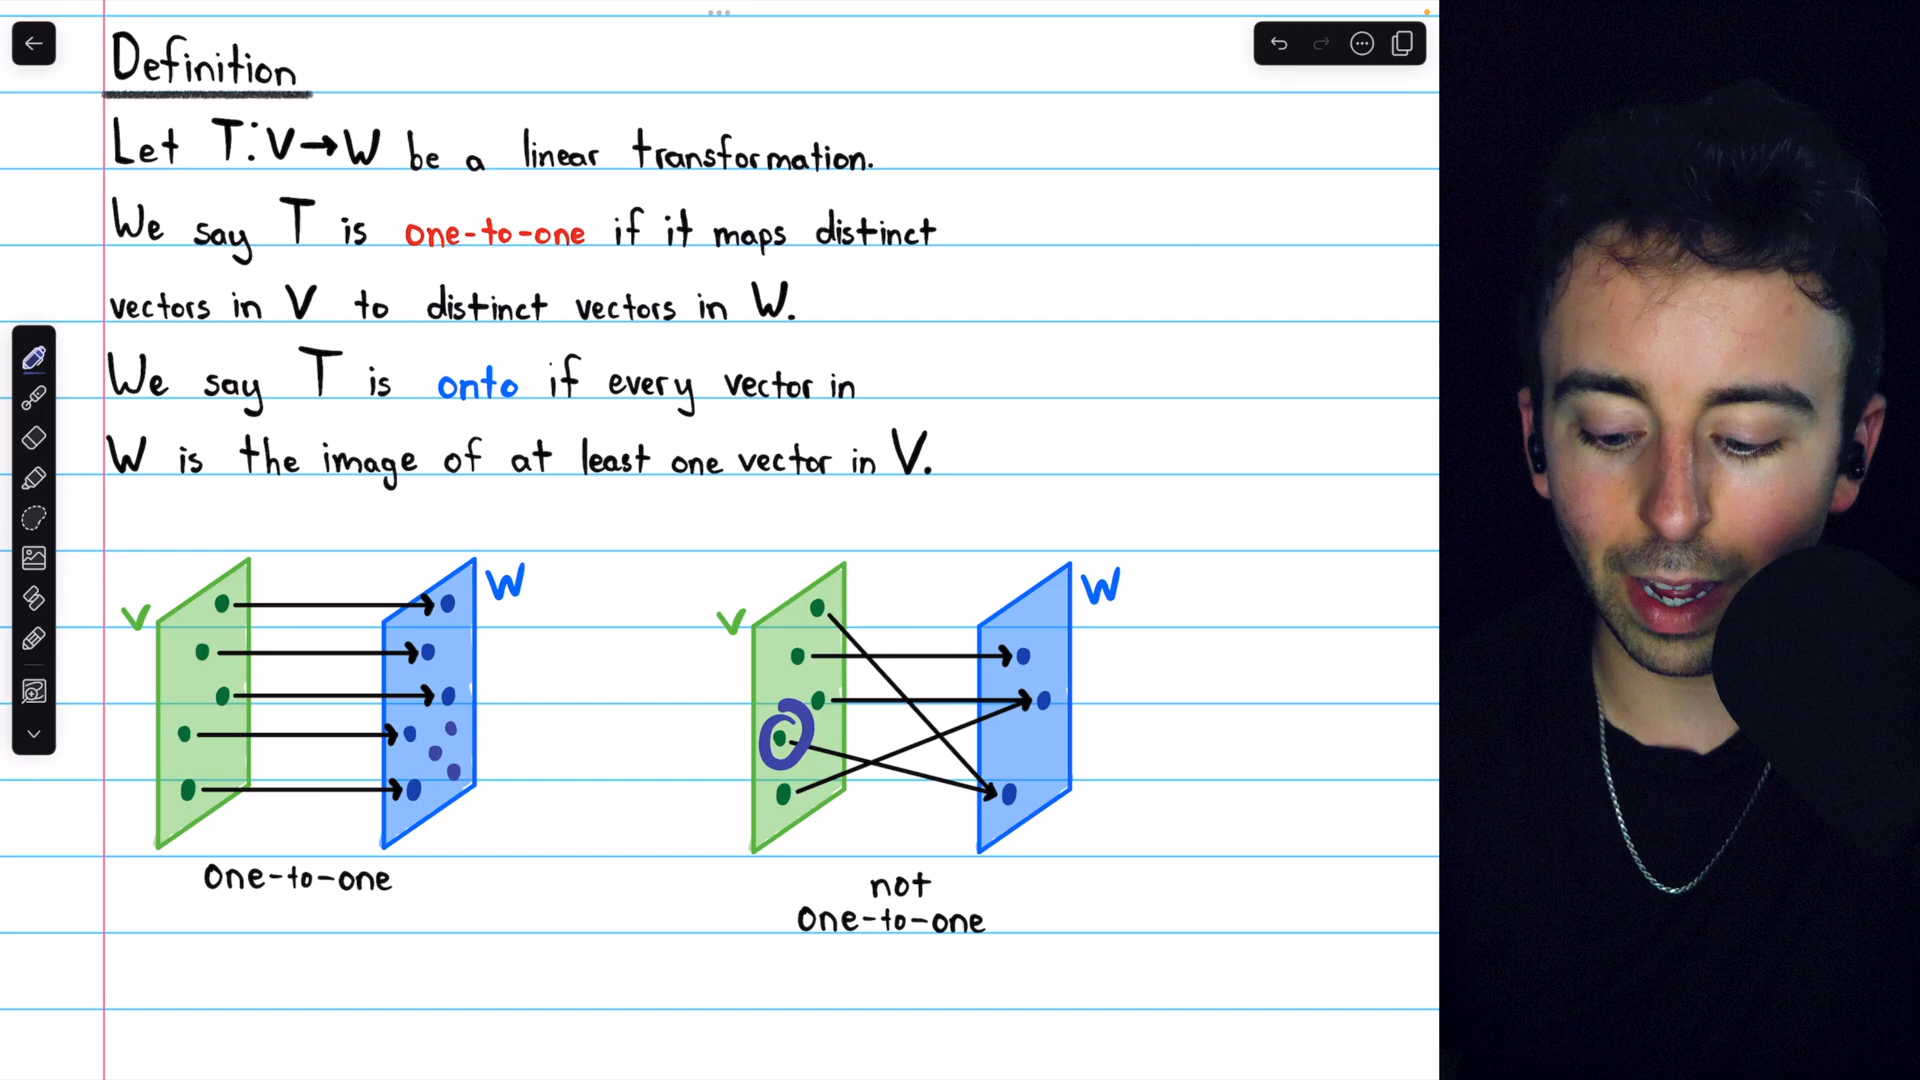 Definition
Let T:V→W be a linear transformation.
We say T is one-to-one if it maps distinct
vectors in V to distinct vectors in W.
We say T is onto if every vector in
W is the image of at least one vector in V.
V W
V W
one-to-one
not
one-to-one